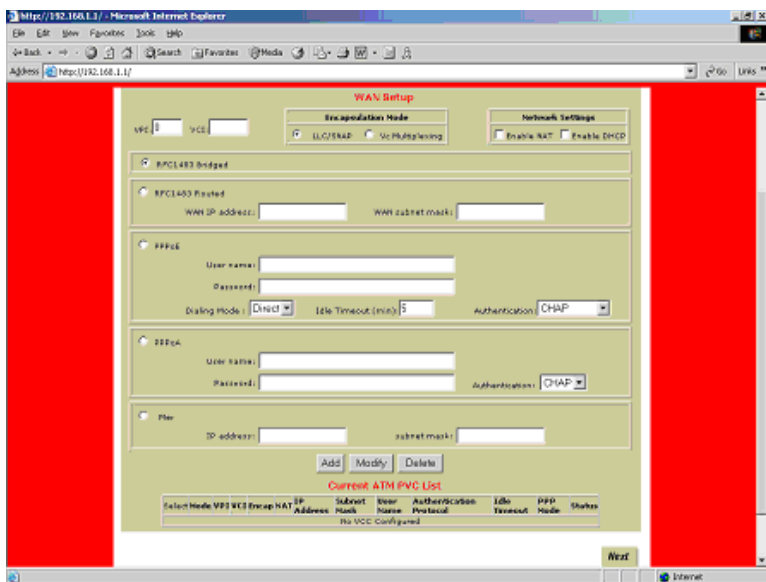 http://192.168.1.1/ - Microsoft Internet Explorer
File Edit View Favorites Tools Help
Back Search Favorites Media
Address http://192.168.1.1/ Go Links »
WAN Setup
VPI: 0 VCI:
Encapsulation Mode
LLC/SNAP Vc Multiplexing
Network Settings
Enable NAT Enable DHCP
RFC1483 Bridged
RFC1483 Routed
WAN IP address: WAN subnet mask:
PPPoE
User name:
Password:
Dialing Mode : Direct Idle Timeout (min): 5 Authentication: CHAP
PPPoA
User name:
Password: Authentication: CHAP
Mer
IP address: subnet mask:
Add Modify Delete
Current ATM PVC List
Select Mode VPI VCI Encap NAT IP Address Subnet Mask User Name Authentication Protocol Idle Timeout PPP Mode Status
No VCC Configured
Next
Internet